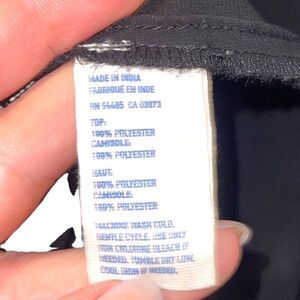 MADE IN INDIA
FABRIQUÉ EN INDE
RN 54485 CA 03873
TOP:
100% POLYESTER
CAMISOLE:
100% POLYESTER
HAUT:
100% POLYESTER
CAMISOLE:
100% POLYESTER
MACHINE WASH COLD,
GENTLE CYCLE. USE ONLY
NON CHLORINE BLEACH IF
NEEDED. TUMBLE DRY LOW.
COOL IRON IF NEEDED.